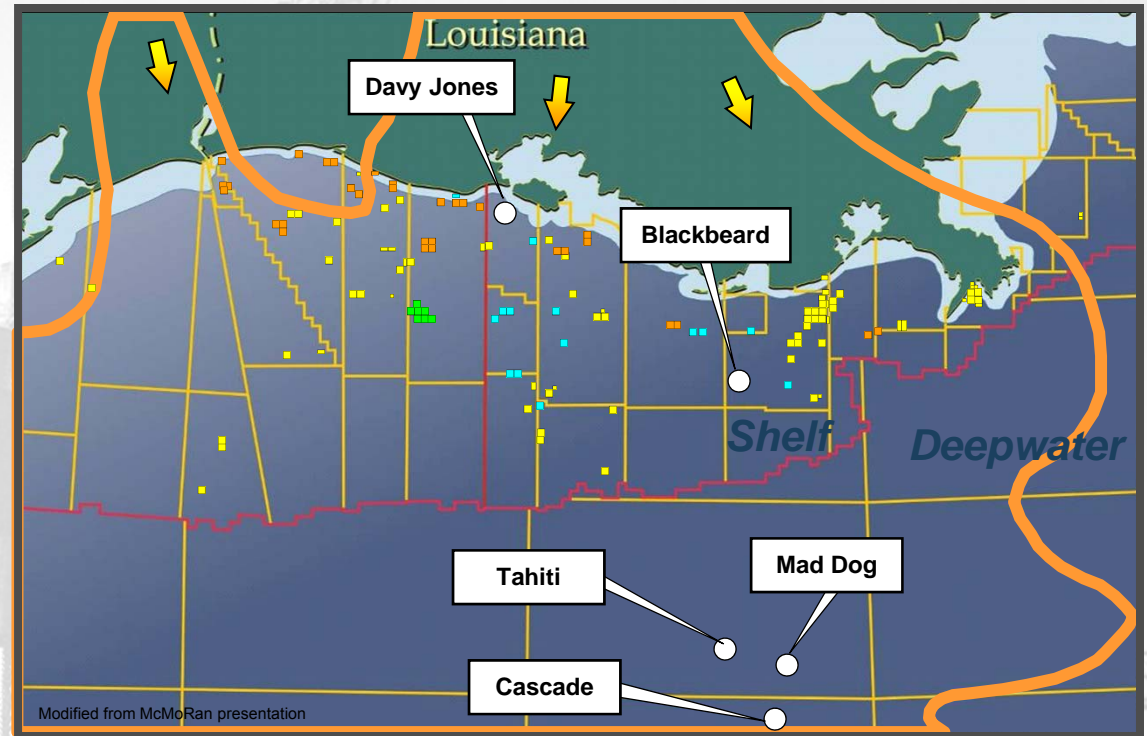 Louisiana
Davy Jones
Blackbeard
Shelf
Deepwater
Tahiti
Mad Dog
Cascade
Modified from McMoRan presentation